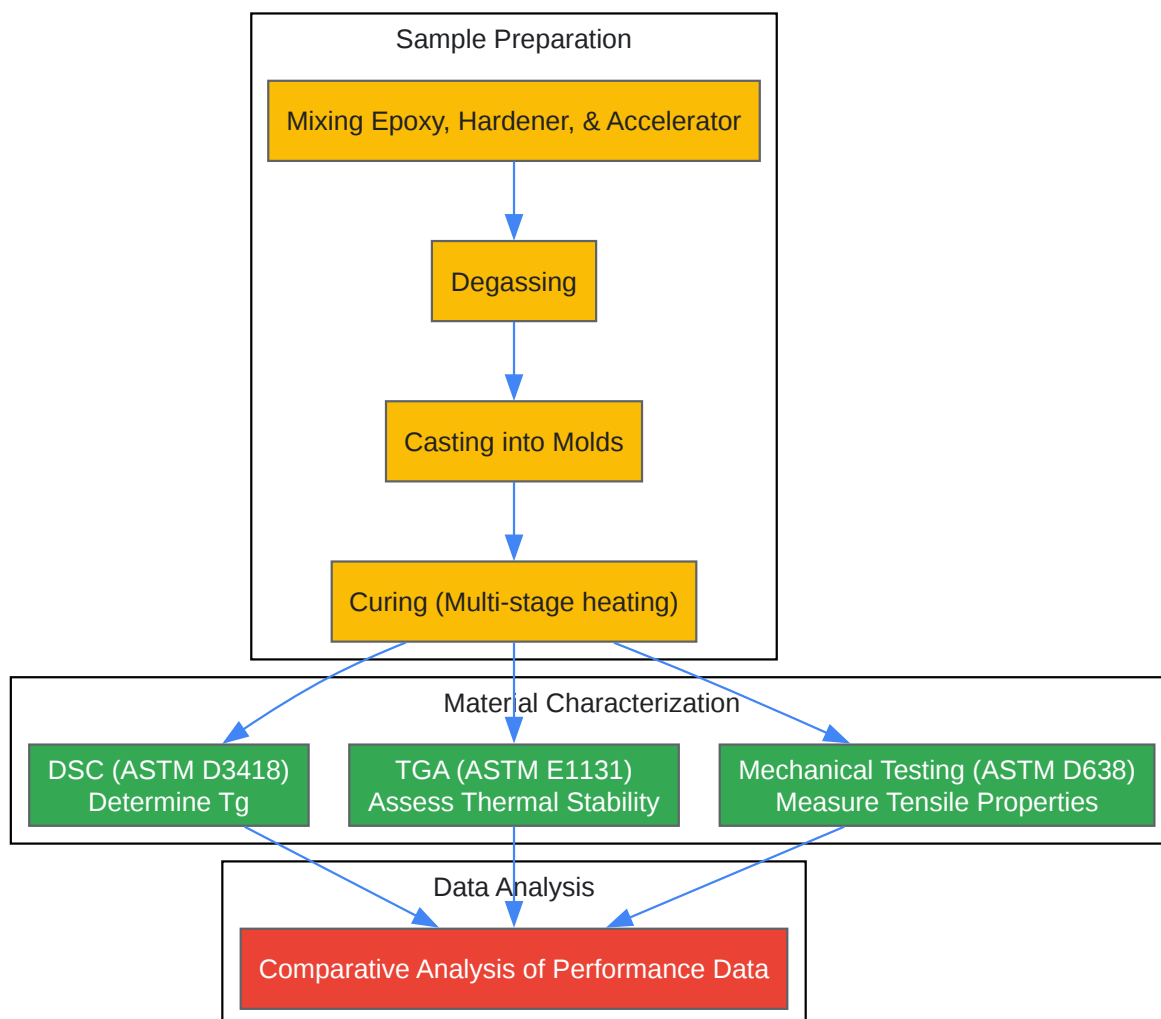 Sample Preparation
Mixing Epoxy, Hardener, & Accelerator
Degassing
Casting into Molds
Curing (Multi-stage heating)
Material Characterization
DSC (ASTM D3418)
Determine Tg
TGA (ASTM E1131)
Assess Thermal Stability
Mechanical Testing (ASTM D638)
Measure Tensile Properties
Data Analysis
Comparative Analysis of Performance Data